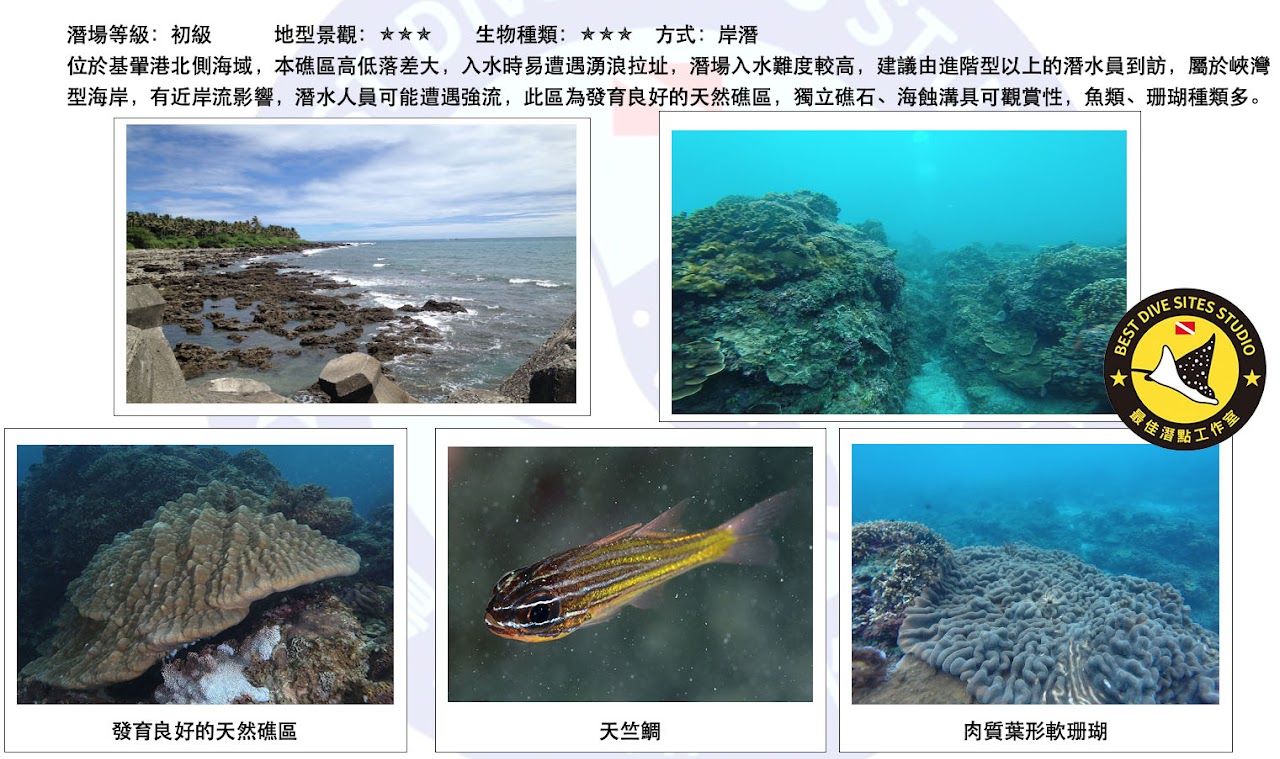 潛場等級：初級 地型景觀：★★★ 生物種類：★★★ 方式：岸潛
位於基翬港北側海域，本礁區高低落差大，入水時易遭遇湧浪拉址，潛場入水難度較高，建議由進階型以上的潛水員到訪，屬於峽灣
型海岸，有近岸流影響，潛水人員可能遭遇強流，此區為發育良好的天然礁區，獨立礁石、海蝕溝具可觀賞性，魚類、珊瑚種類多。
BEST DIVE SITES STUDIO
最佳潛點工作室
發育良好的天然礁區
天竺鯛
肉質葉形軟珊瑚